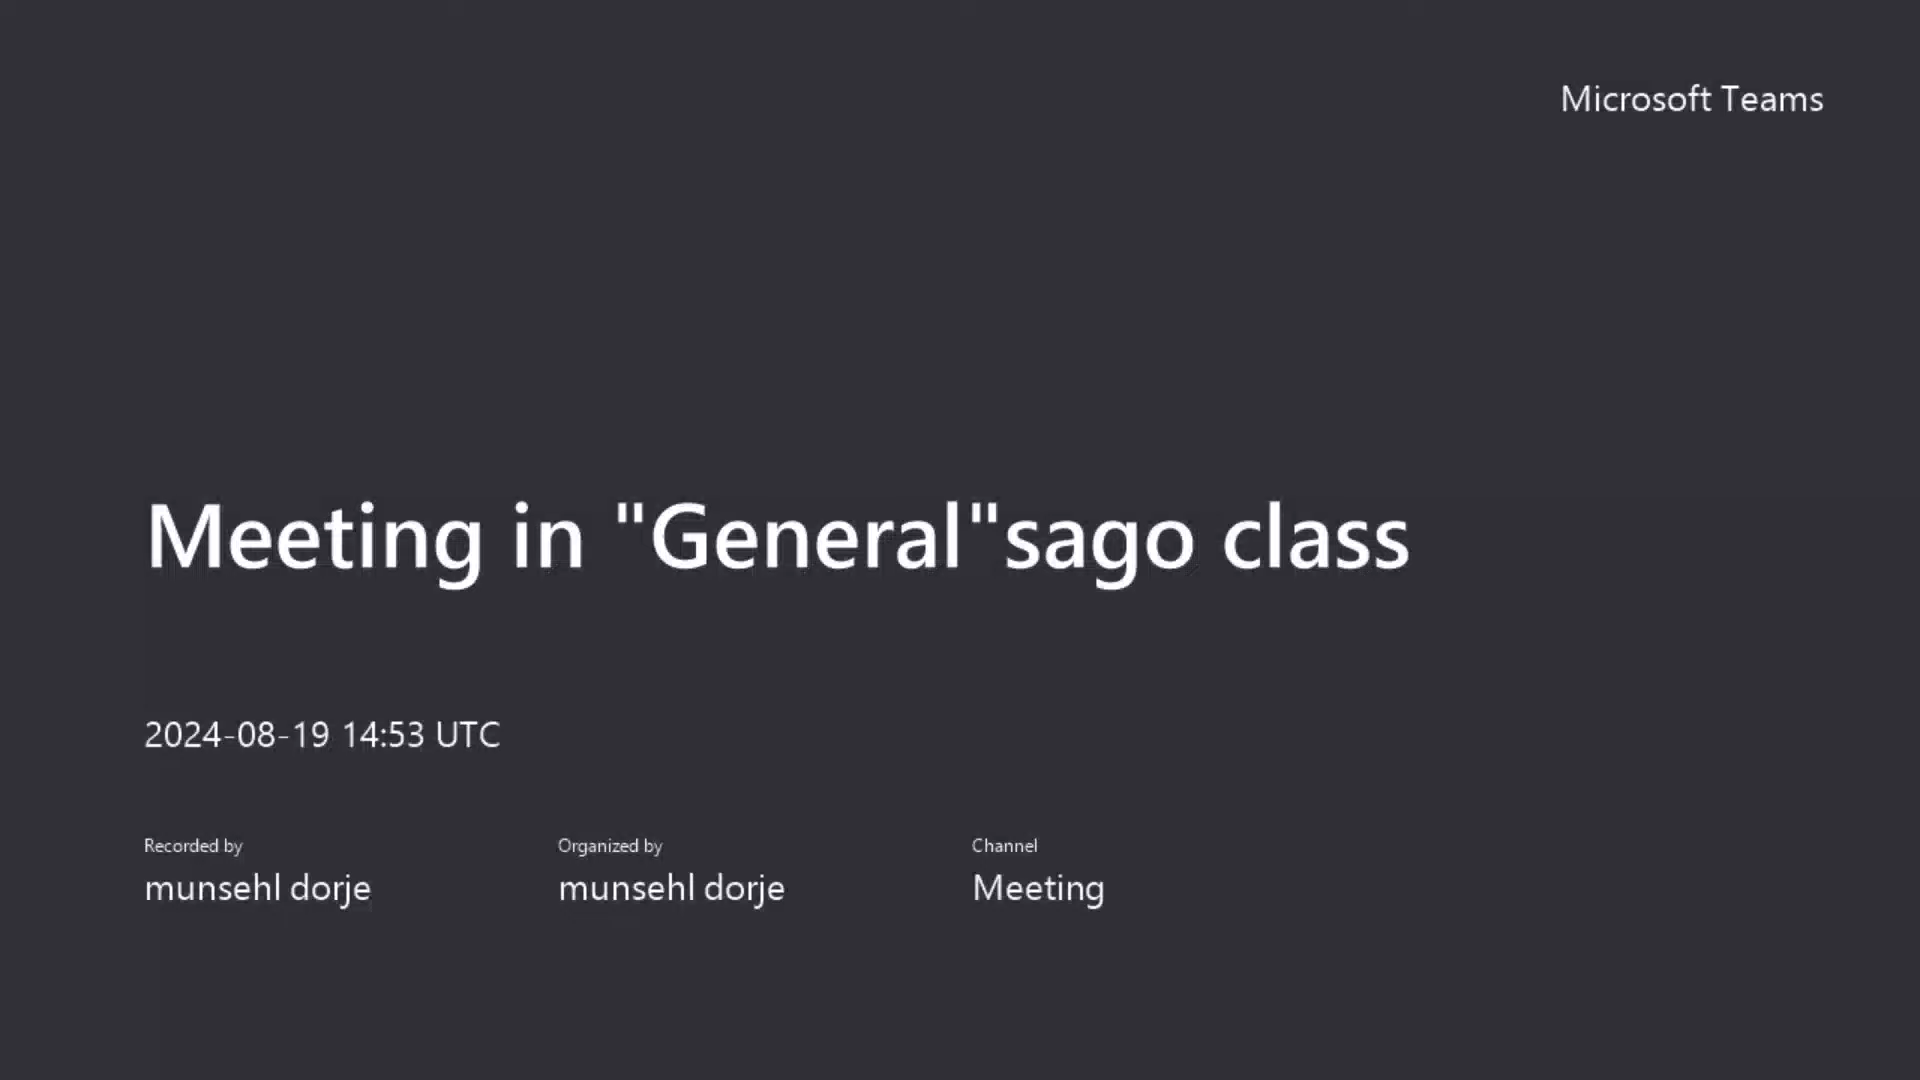 Microsoft Teams
Meeting in "General"sago class
2024-08-19 14:53 UTC
Recorded by
munsehl dorje
Organized by
munsehl dorje
Channel
Meeting